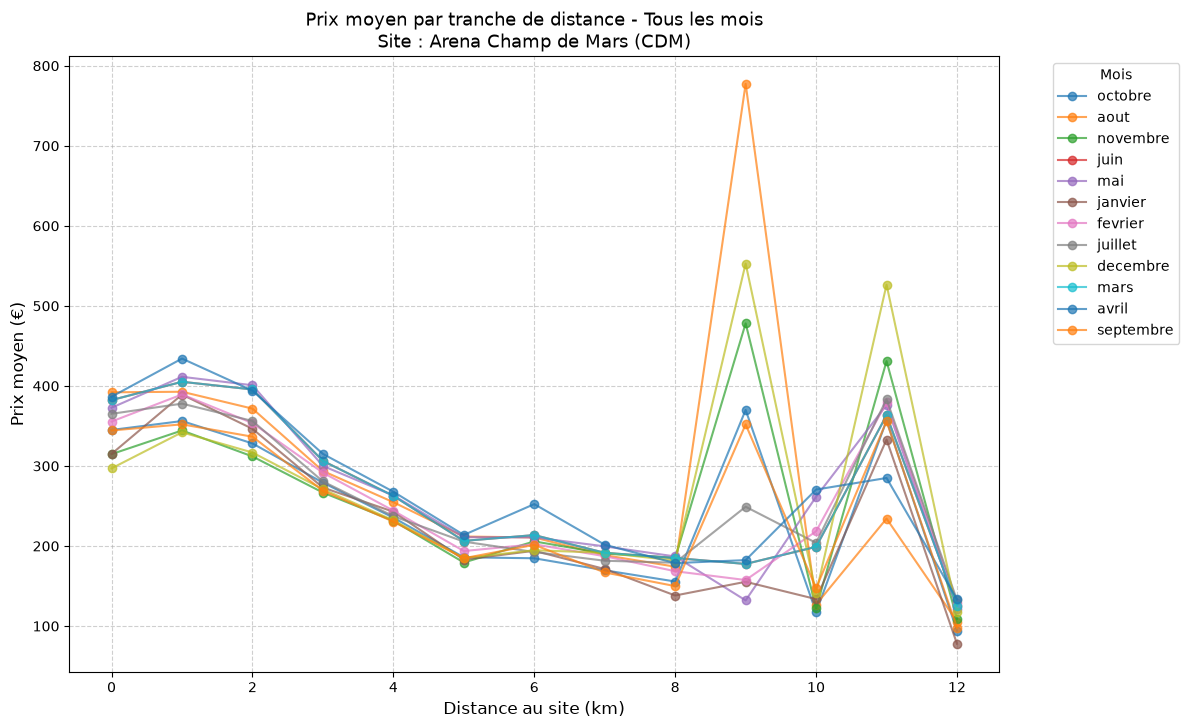 Prix moyen par tranche de distance - Tous les mois
Site : Arena Champ de Mars (CDM)
Prix moyen (€)
800
700
600
500
400
300
200
100
0
2
4
6
8
10
12
Distance au site (km)
Mois
octobre
aout
novembre
juin
mai
janvier
fevrier
juillet
decembre
mars
avril
septembre